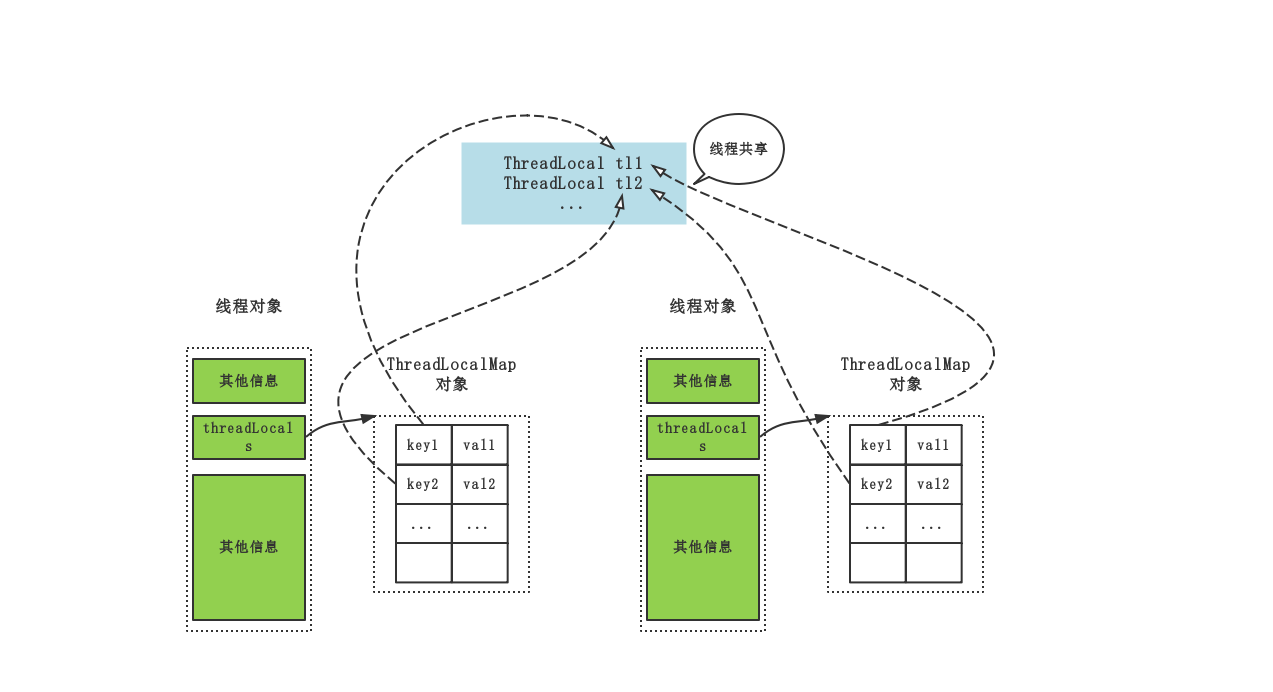 ThreadLocal tl1
ThreadLocal tl2
...
线程共享
线程对象
其他信息
threadLocal
s
其他信息
ThreadLocalMap
对象
key1 val1
key2 val2
... ...
线程对象
其他信息
threadLocal
s
其他信息
ThreadLocalMap
对象
key1 val1
key2 val2
... ...